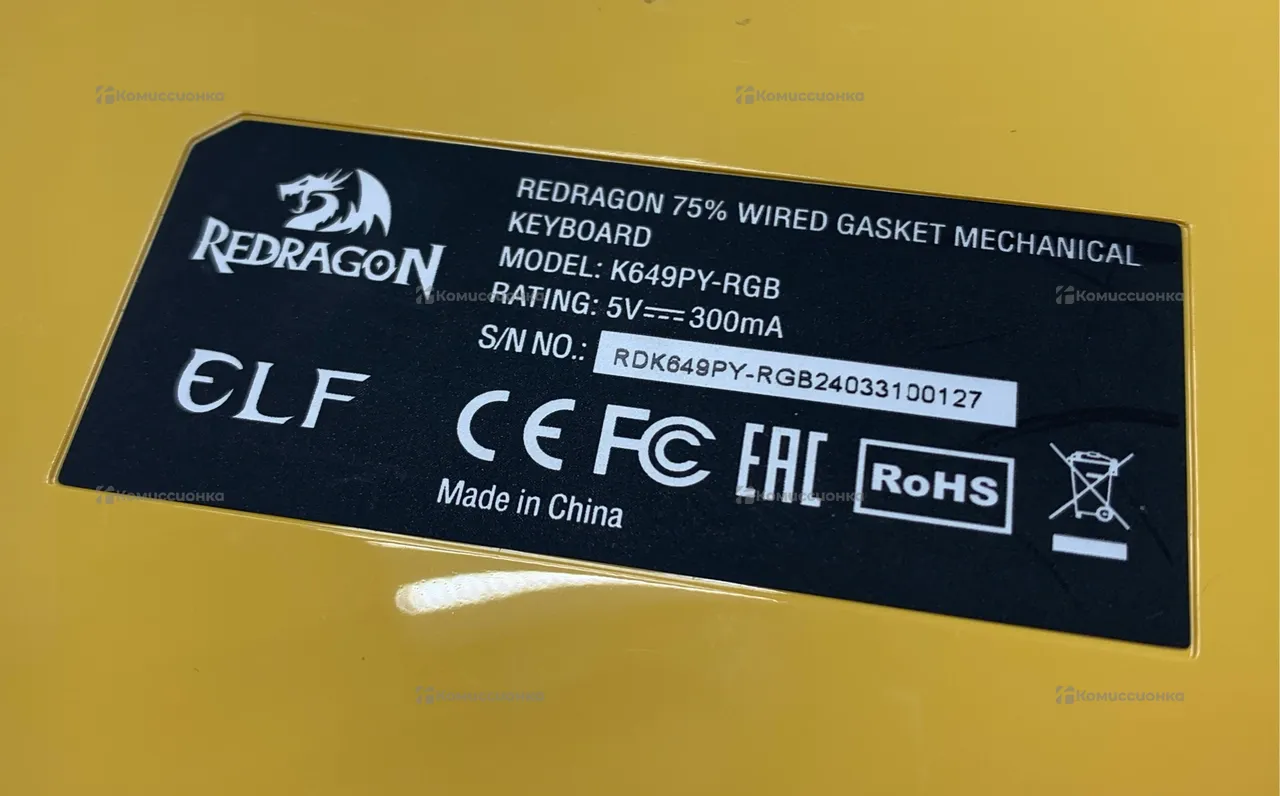 Комиссионка
Комиссионка
REDRAGON
REDRAGON 75% WIRED GASKET MECHANICAL
KEYBOARD
MODEL: K649PY-RGB
RATING: 5V⎓300mA
S/N NO.: RDK649PY-RGB24033100127
Комиссионка
Комиссионка
ELF
CE FC EAC RoHS
Made in China
Комиссионка
Комиссионка
Комиссионка
Комиссионка